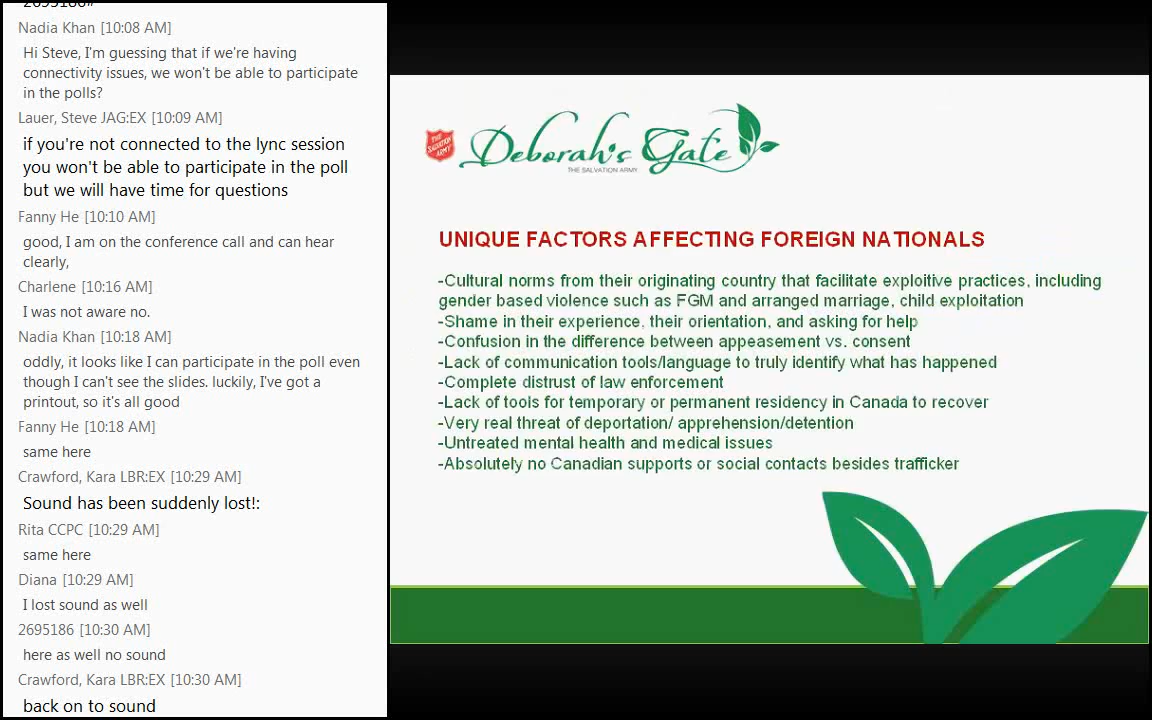 2695186#
Nadia Khan [10:08 AM]
Hi Steve, I'm guessing that if we're having
connectivity issues, we won't be able to participate
in the polls?
Lauer, Steve JAG:EX [10:09 AM]
if you're not connected to the lync session
you won't be able to participate in the poll
but we will have time for questions
Fanny He [10:10 AM]
good, I am on the conference call and can hear
clearly,
Charlene [10:16 AM]
I was not aware no.
Nadia Khan [10:18 AM]
oddly, it looks like I can participate in the poll even
though I can't see the slides. luckily, I've got a
printout, so it's all good
Fanny He [10:18 AM]
same here
Crawford, Kara LBR:EX [10:29 AM]
Sound has been suddenly lost!:
Rita CCPC [10:29 AM]
same here
Diana [10:29 AM]
I lost sound as well
2695186 [10:30 AM]
here as well no sound
Crawford, Kara LBR:EX [10:30 AM]
back on to sound
THE
SALVATION
ARMY
Deborah's Gate
THE SALVATION ARMY
UNIQUE FACTORS AFFECTING FOREIGN NATIONALS
-Cultural norms from their originating country that facilitate exploitive practices, including
gender based violence such as FGM and arranged marriage, child exploitation
-Shame in their experience, their orientation, and asking for help
-Confusion in the difference between appeasement vs. consent
-Lack of communication tools/language to truly identify what has happened
-Complete distrust of law enforcement
-Lack of tools for temporary or permanent residency in Canada to recover
-Very real threat of deportation/ apprehension/detention
-Untreated mental health and medical issues
-Absolutely no Canadian supports or social contacts besides trafficker